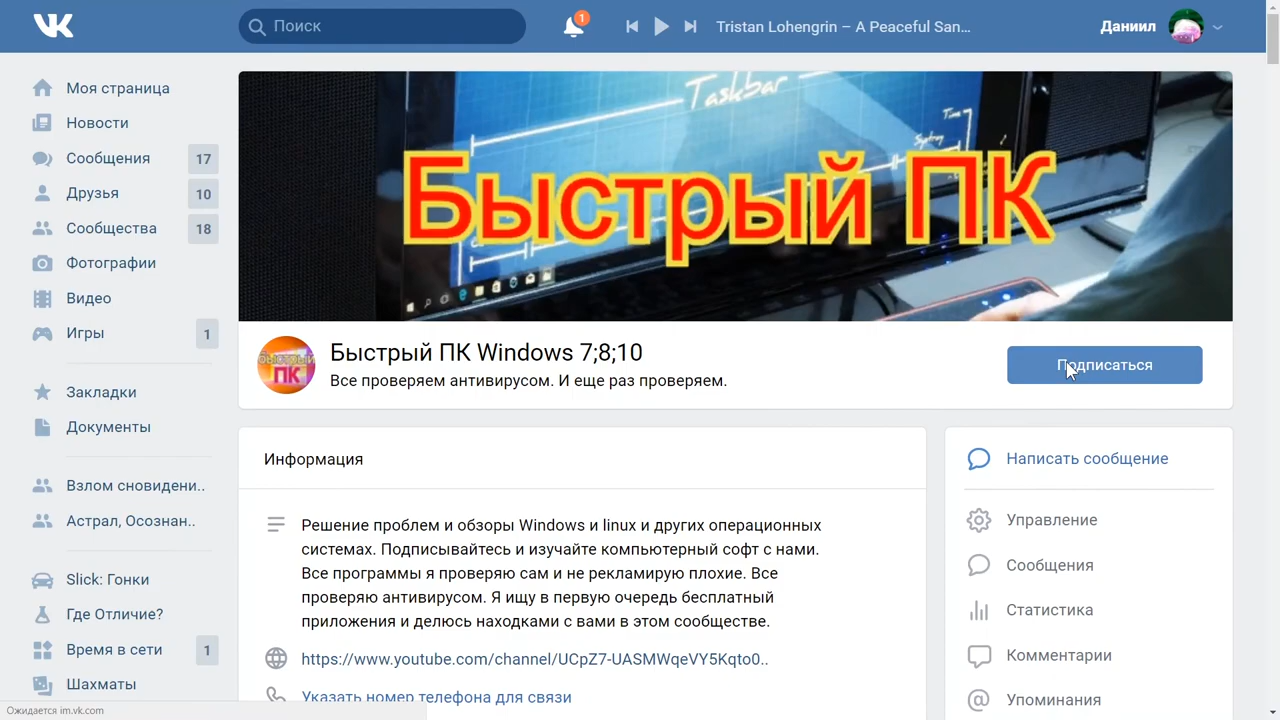 Поиск
1
Tristan Lohengrin – A Peaceful San...
Даниил
Моя страница
Новости
Сообщения 17
Друзья 10
Сообщества 18
Фотографии
Видео
Игры 1
Закладки
Документы
Взлом сновидени..
Астрал, Осознан..
Slick: Гонки
Где Отличие?
Время в сети 1
Шахматы
Taskbar
Time
Быстрый ПК
Быстрый ПК
Быстрый ПК Windows 7;8;10
Все проверяем антивирусом. И еще раз проверяем.
Подписаться
Информация
Решение проблем и обзоры Windows и linux и других операционных
системах. Подписывайтесь и изучайте компьютерный софт с нами.
Все программы я проверяю сам и не рекламирую плохие. Все
проверяю антивирусом. Я ищу в первую очередь бесплатный
приложения и делюсь находками с вами в этом сообществе.
https://www.youtube.com/channel/UCpZ7-UASMWqeVY5Kqto0..
Указать номер телефона для связи
Написать сообщение
Управление
Сообщения
Статистика
Комментарии
Упоминания
Ожидается im.vk.com